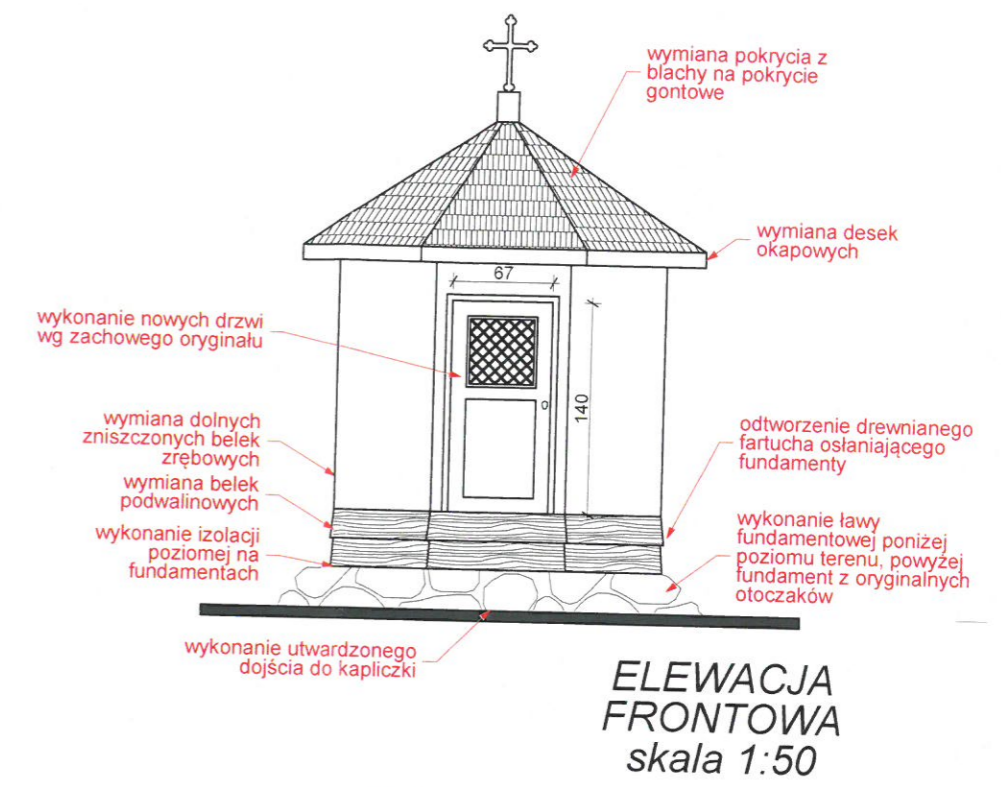 wymiana pokrycia z
blachy na pokrycie
gontowe
wymiana desek
okapowych
67
wykonanie nowych drzwi
wg zachowego oryginału
140
wymiana dolnych
zniszczonych belek
zrębowych
wymiana belek
podwalinowych
wykonanie izolacji
poziomej na
fundamentach
odtworzenie drewnianego
fartucha osłaniającego
fundamenty
wykonanie ławy
fundamentowej poniżej
poziomu terenu, powyżej
fundament z oryginalnych
otoczaków
wykonanie utwardzonego
dojścia do kapliczki
ELEWACJA
FRONTOWA
skala 1:50